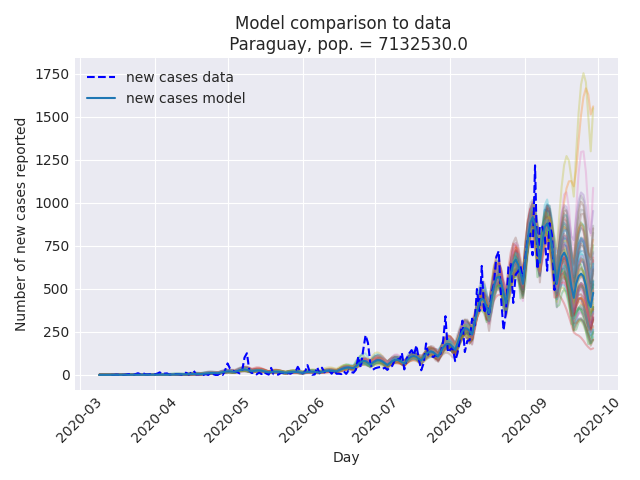 Model comparison to data
Paraguay, pop. = 7132530.0
new cases data
new cases model
Number of new cases reported
1750
1500
1250
1000
750
500
250
0
2020-03
2020-04
2020-05
2020-06
2020-07
2020-08
2020-09
2020-10
Day